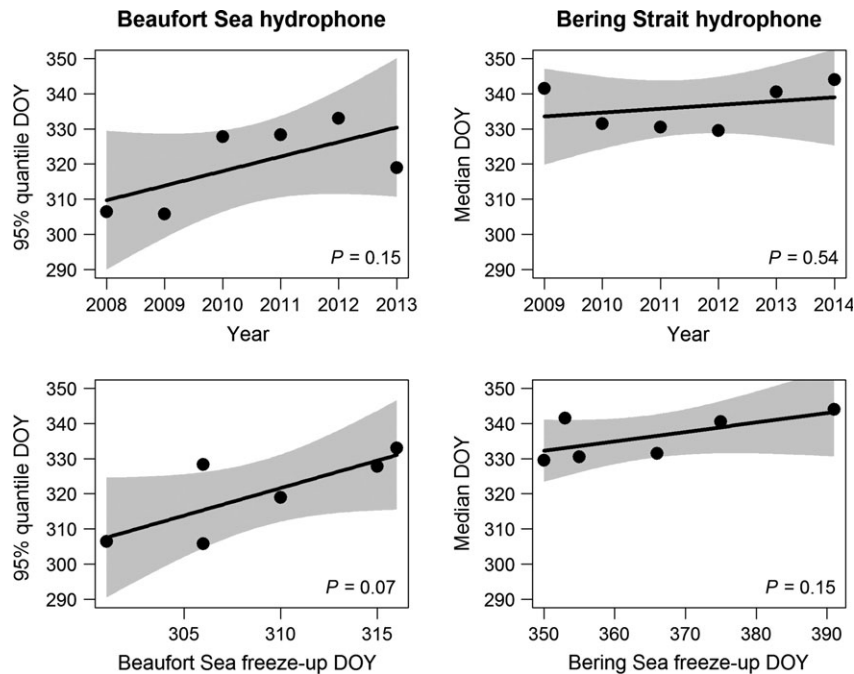 Beaufort Sea hydrophone
Bering Strait hydrophone
95% quantile DOY
350
340
330
320
310
300
290
P = 0.15
2008 2009 2010 2011 2012 2013
Year
Median DOY
350
340
330
320
310
300
290
P = 0.54
2009 2010 2011 2012 2013 2014
Year
95% quantile DOY
350
340
330
320
310
300
290
P = 0.07
305 310 315
Beaufort Sea freeze-up DOY
Median DOY
350
340
330
320
310
300
290
P = 0.15
350 360 370 380 390
Bering Sea freeze-up DOY